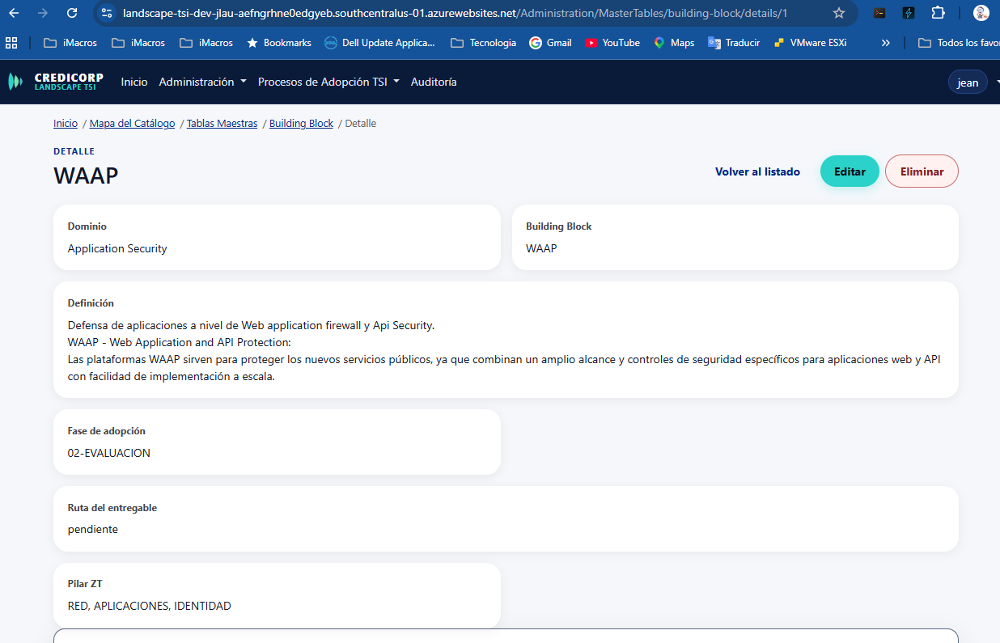 landscape-tsi-dev-jlau-aefngrhne0edgyeb.southcentralus-01.azurewebsites.net/Administration/MasterTables/building-block/details/1
iMacros iMacros iMacros Bookmarks Dell Update Applica... Tecnologia Gmail YouTube Maps Traducir VMware ESXi » Todos los favo
CREDICORP
LANDSCAPE TSI
Inicio Administración Procesos de Adopción TSI Auditoría jean
Inicio / Mapa del Catálogo / Tablas Maestras / Building Block / Detalle
DETALLE
WAAP
Volver al listado Editar Eliminar
Dominio
Application Security
Building Block
WAAP
Definición
Defensa de aplicaciones a nivel de Web application firewall y Api Security.
WAAP - Web Application and API Protection:
Las plataformas WAAP sirven para proteger los nuevos servicios públicos, ya que combinan un amplio alcance y controles de seguridad específicos para aplicaciones web y API
con facilidad de implementación a escala.
Fase de adopción
02-EVALUACION
Ruta del entregable
pendiente
Pilar ZT
RED, APLICACIONES, IDENTIDAD